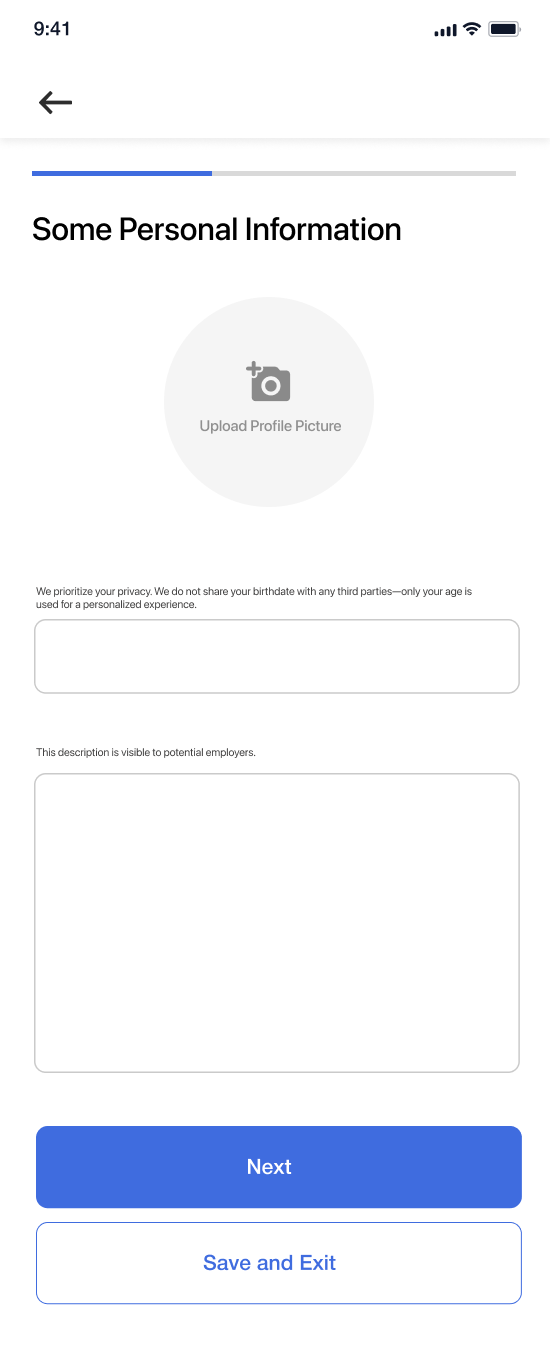 9:41
Some Personal Information
Upload Profile Picture
We prioritize your privacy. We do not share your birthdate with any third parties—only your age is
used for a personalized experience.
This description is visible to potential employers.
Next
Save and Exit